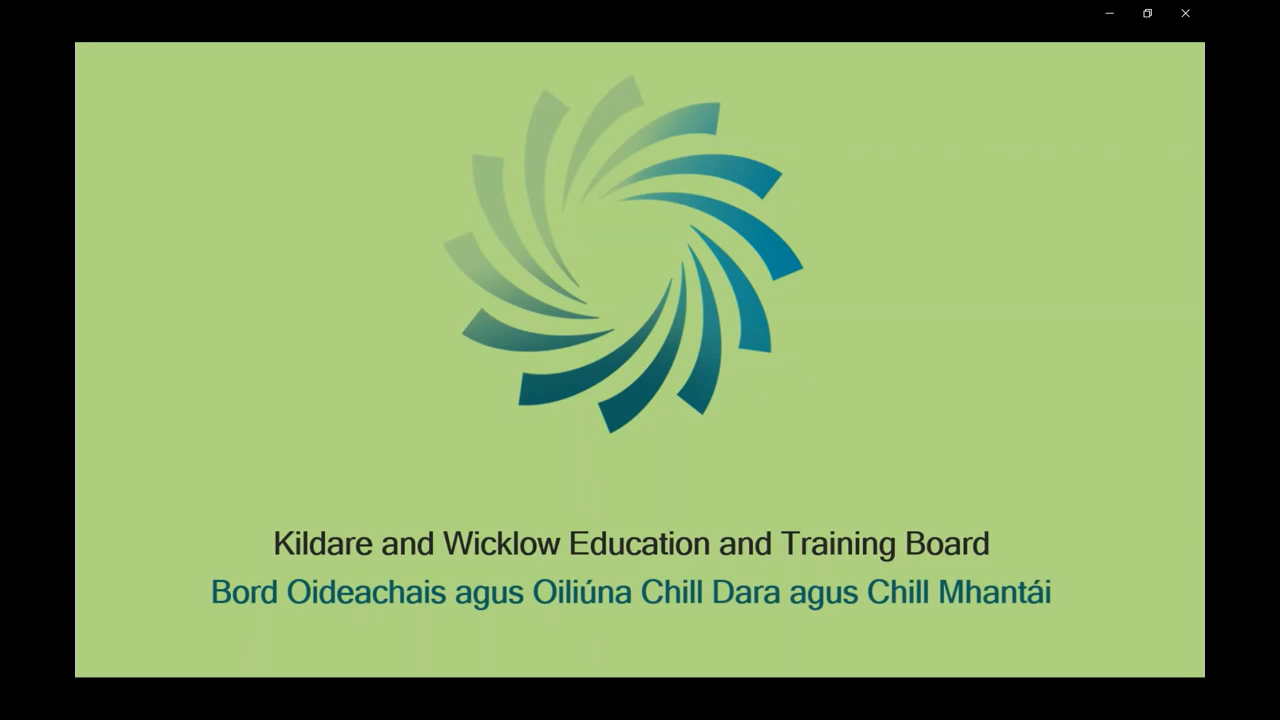 Kildare and Wicklow Education and Training Board
Bord Oideachais agus Oiliúna Chill Dara agus Chill Mhantái